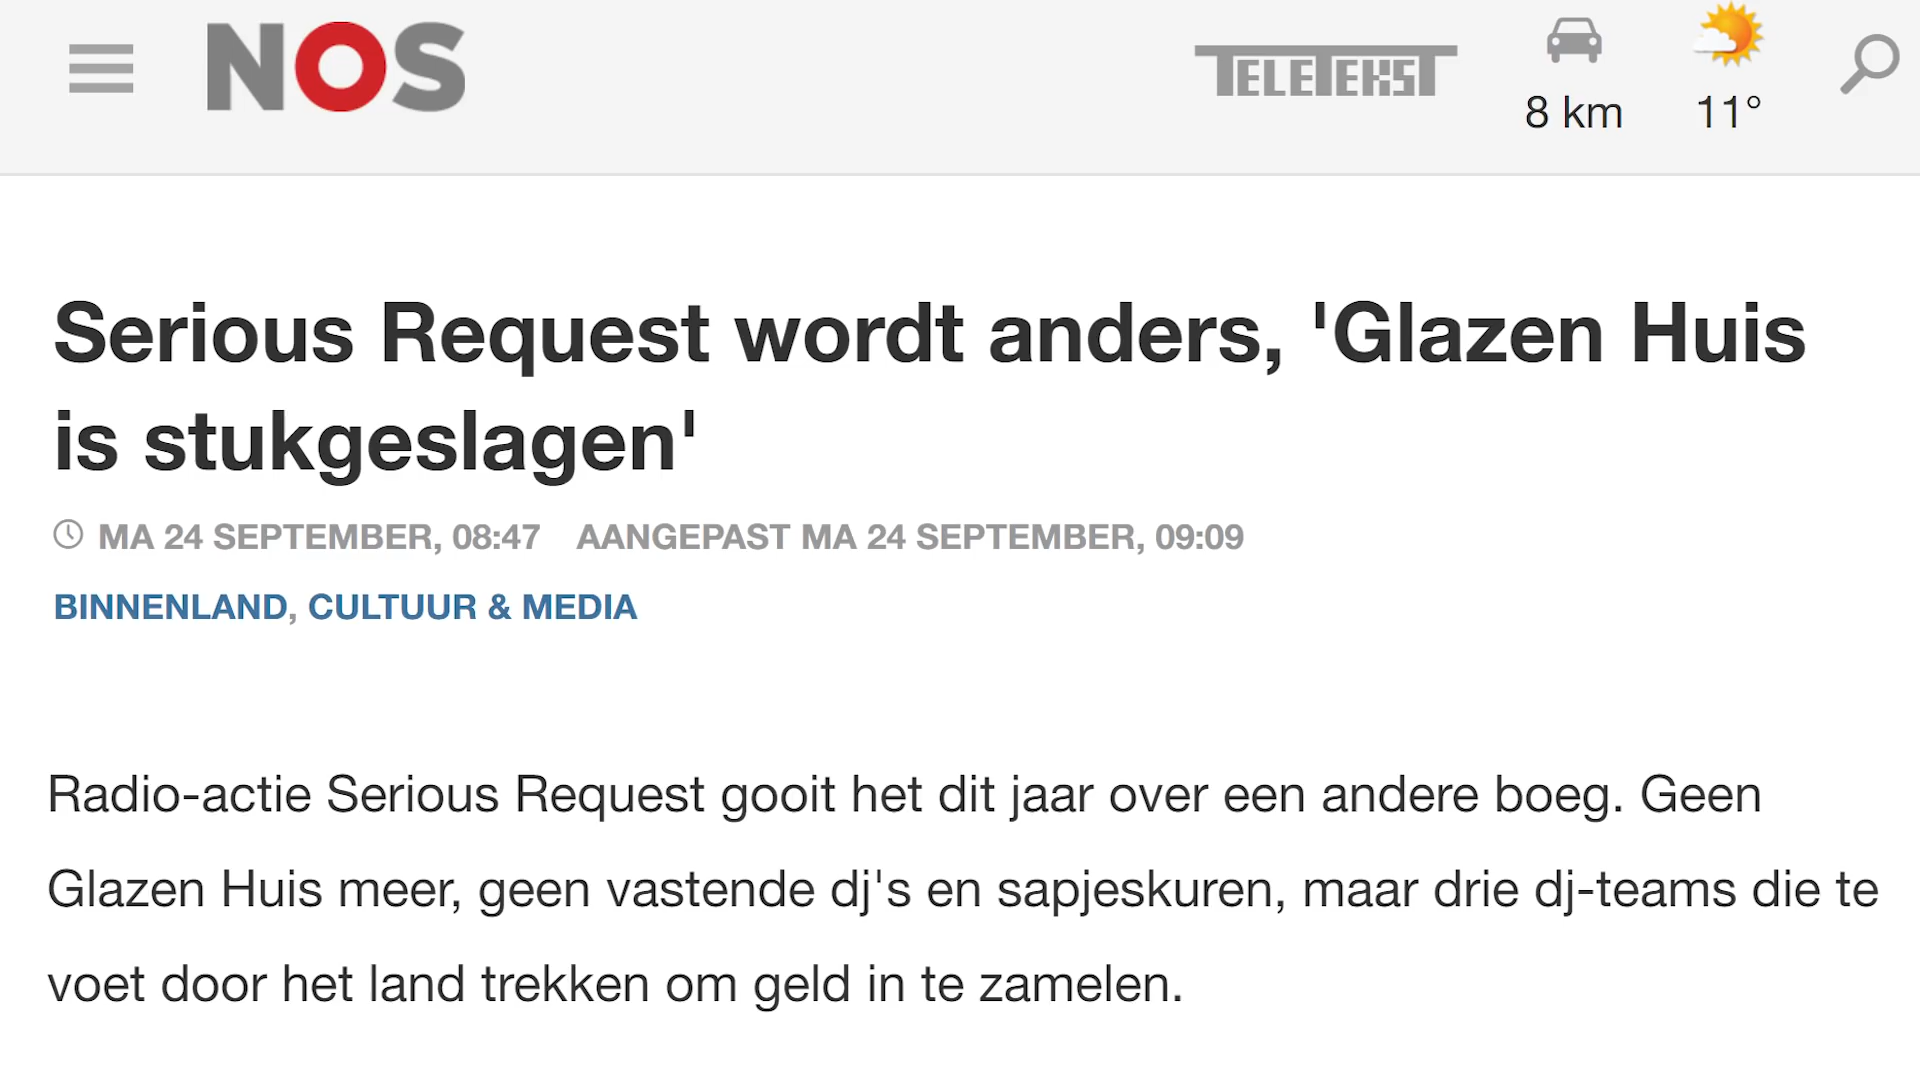 NOS
TELETEKST
8 km
11°
Serious Request wordt anders, 'Glazen Huis
is stukgeslagen'
MA 24 SEPTEMBER, 08:47 AANGEPAST MA 24 SEPTEMBER, 09:09
BINNENLAND, CULTUUR & MEDIA
Radio-actie Serious Request gooit het dit jaar over een andere boeg. Geen
Glazen Huis meer, geen vastende dj's en sapjeskuren, maar drie dj-teams die te
voet door het land trekken om geld in te zamelen.